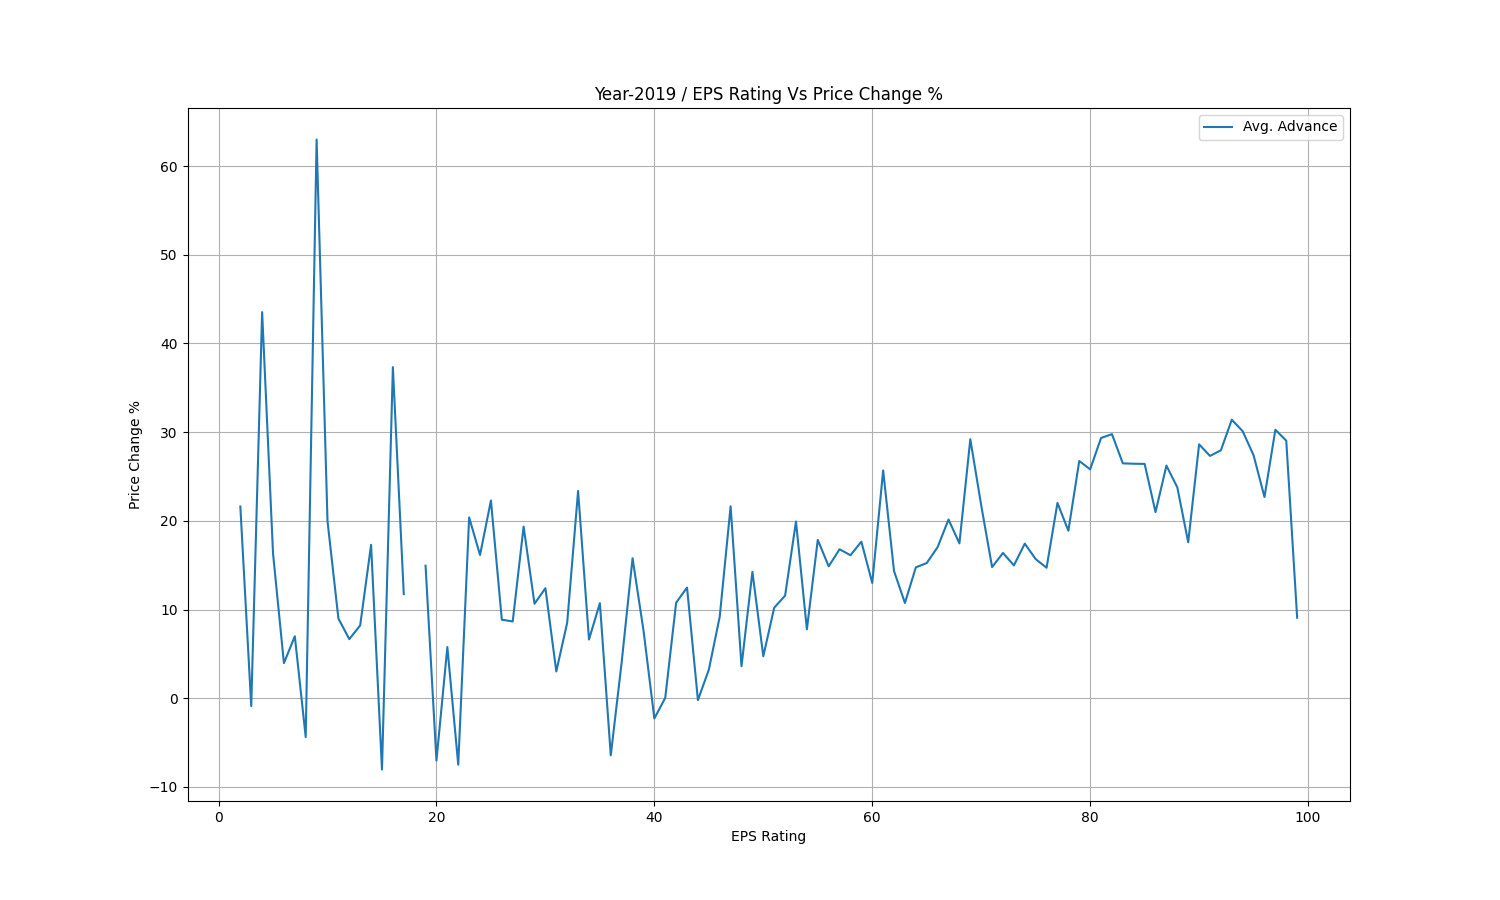 Year-2019 / EPS Rating Vs Price Change %
Avg. Advance
60
50
40
30
20
10
0
−10
Price Change %
0 20 40 60 80 100
EPS Rating